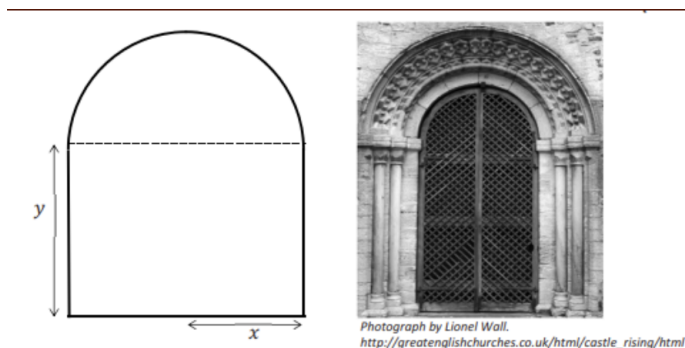 y
x
Photograph by Lionel Wall.
http://greatenglishchurches.co.uk/html/castle_rising/html